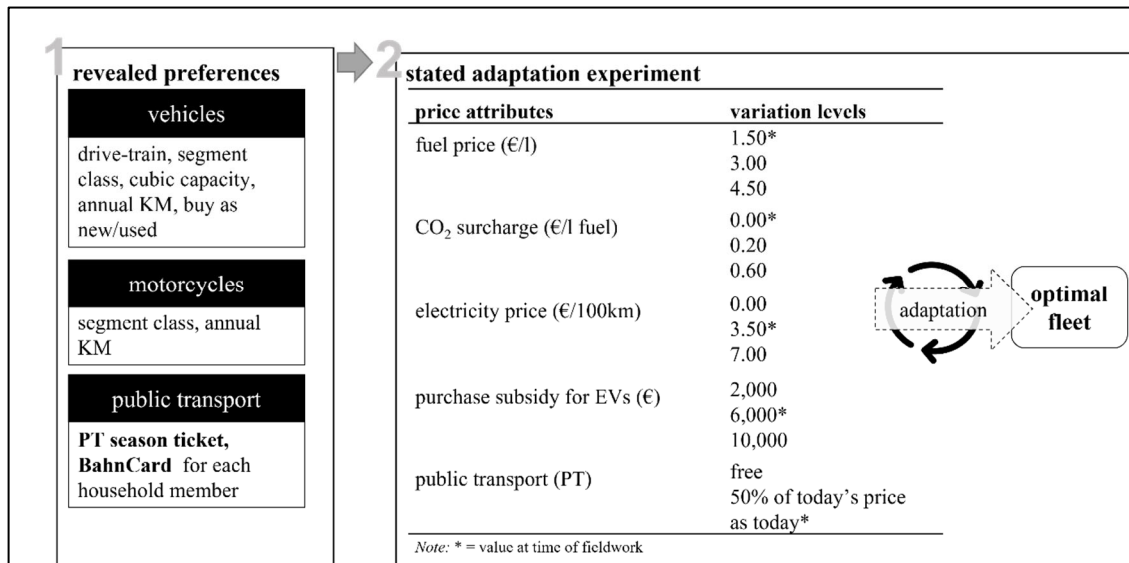 1
revealed preferences
vehicles
drive-train, segment
class, cubic capacity,
annual KM, buy as
new/used
motorcycles
segment class, annual
KM
public transport
PT season ticket,
BahnCard for each
household member
2
stated adaptation experiment
price attributes variation levels
fuel price (€/l) 1.50*
3.00
4.50
CO₂ surcharge (€/l fuel) 0.00*
0.20
0.60
electricity price (€/100km) 0.00
3.50*
7.00
purchase subsidy for EVs (€) 2,000
6,000*
10,000
public transport (PT) free
50% of today's price
as today*
Note: * = value at time of fieldwork
adaptation
optimal
fleet